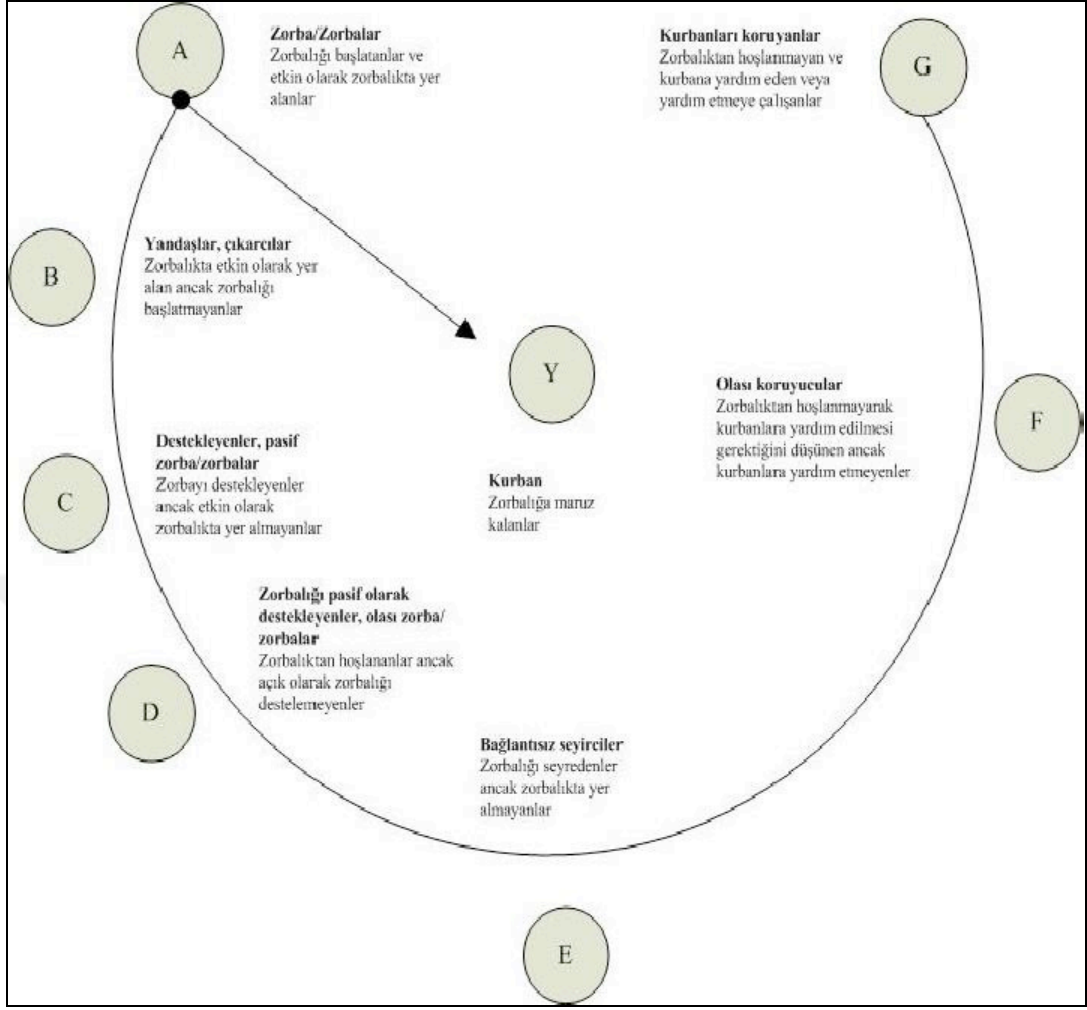 A
Zorba/Zorbalar
Zorbalığı başlatanlar ve
etkin olarak zorbalıkta yer
alanlar
Kurbanları koruyanlar
Zorbalıktan hoşlanmayan ve
kurbana yardım eden veya
yardım etmeye çalışanlar
G
B
Yandaşlar, çıkarcılar
Zorbalıkta etkin olarak yer
alan ancak zorbalığı
başlatmayanlar
Y
Kurban
Zorbalığa maruz
kalanlar
Olası koruyucular
Zorbalıktan hoşlanmayarak
kurbanlara yardım edilmesi
gerektiğini düşünen ancak
kurbanlara yardım etmeyenler
F
C
Destekleyenler, pasif
zorba/zorbalar
Zorbayı destekleyenler
ancak etkin olarak
zorbalıkta yer almayanlar
D
Zorbalığı pasif olarak
destekleyenler, olası zorba/
zorbalar
Zorbalıktan hoşlananlar ancak
açık olarak zorbalığı
destelemeyenler
Bağlantısız seyirciler
Zorbalığı seyredenler
ancak zorbalıkta yer
almayanlar
E